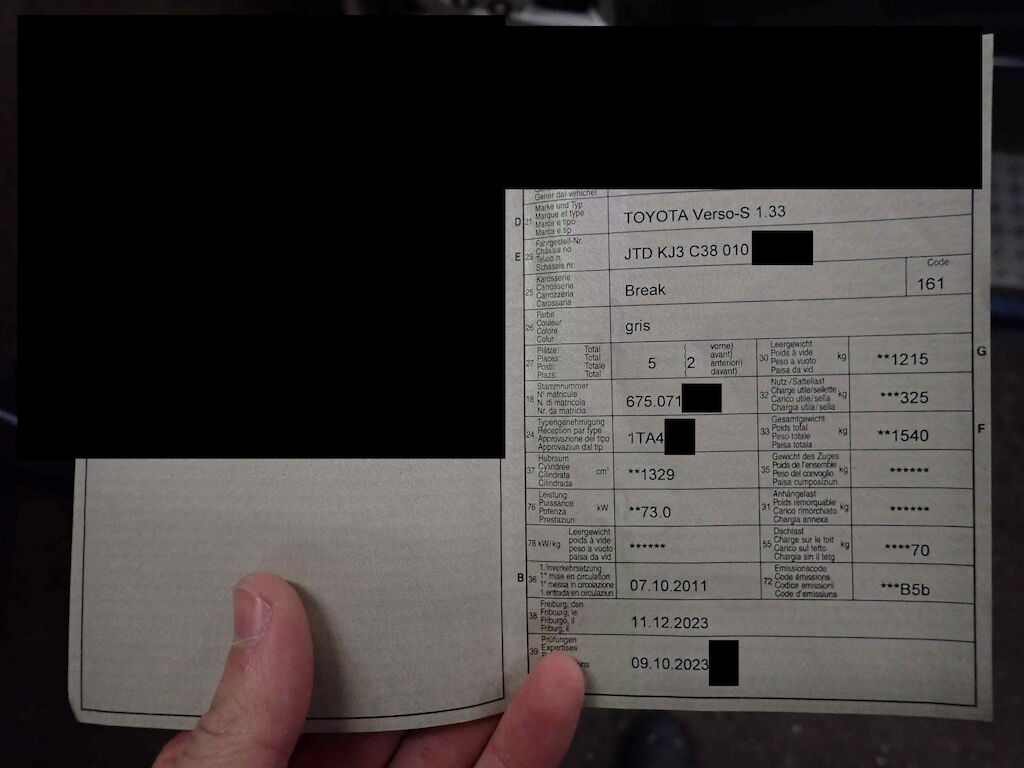 Gener dal vehichel
D 21 Marke und Typ
Marque et type
Marca e tipo
Marca e tip
TOYOTA Verso-S 1.33
E 23 Fahrgestell-Nr.
Châssis no
Telaio n.
Schassis nr
JTD KJ3 C38 010
25 Karosserie
Carrosserie
Carrozzeria
Carossaria
Break
Code
161
26 Farbe
Couleur
Colore
Colur
gris
27 Plätze: Total
Places: Total
Posti: Totale
Plazs: Total
5 (2 vorne)
avant)
anteriori)
davant)
30 Leergewicht
Poids à vide
Peso a vuoto
Paisa da vid
kg
**1215
G
18 Stammnummer
N° matricule
N. di matricola
Nr. da matricla
675.071
32 Nutz-/Sattellast
Charge utile/sellette
Carico utile/sella
Chargia utila/sella
kg
***325
24 Typengenehmigung
Réception par type
Approvazione del tipo
Approvaziun dal tip
1TA4
33 Gesamtgewicht
Poids total
Peso totale
Paisa totala
kg
**1540
F
37 Hubraum
Cylindrée
Cilindrata
Cilindrada
cm³
**1329
35 Gewicht des Zuges
Poids de l'ensemble
Peso del convoglio
Paisa cumposiziun
kg
******
76 Leistung
Puissance
Potenza
Prestaziun
kW
**73.0
31 Anhängelast
Poids remorquable
Carico rimorchiato
Chargia annexa
kg
******
78 kW/kg
Leergewicht
poids à vide
peso a vuoto
paisa da vid
******
55 Dachlast
Charge sur le toit
Carico sul tetto
Chargia sin il tetg
kg
****70
B 36 1. Inverkehrsetzung
1re mise en circulation
1a messa in circolazione
1. entrada en circulaziun
07.10.2011
72 Emissionscode
Code émissions
Codice emissioni
Code d'emissiuns
***B5b
38 Freiburg, den
Fribourg, le
Friburgo, il
Friburg, il
11.12.2023
39 Prüfungen
Expertises
09.10.2023